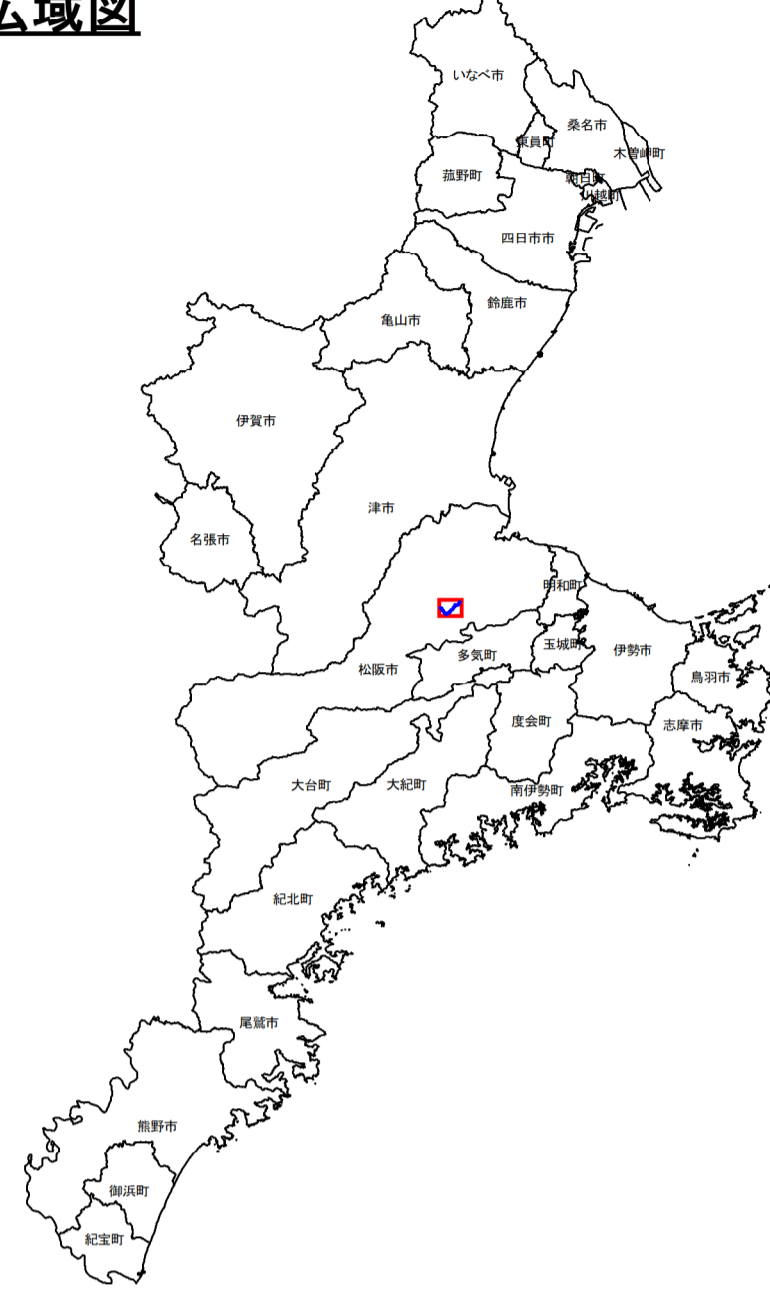 広域図
いなべ市
桑名市
東員町
木曽岬町
菰野町
朝日町
川越町
四日市市
鈴鹿市
亀山市
伊賀市
津市
名張市
明和町
玉城町
伊勢市
多気町
松阪市
鳥羽市
度会町
志摩市
大台町
大紀町
南伊勢町
紀北町
尾鷲市
熊野市
御浜町
紀宝町